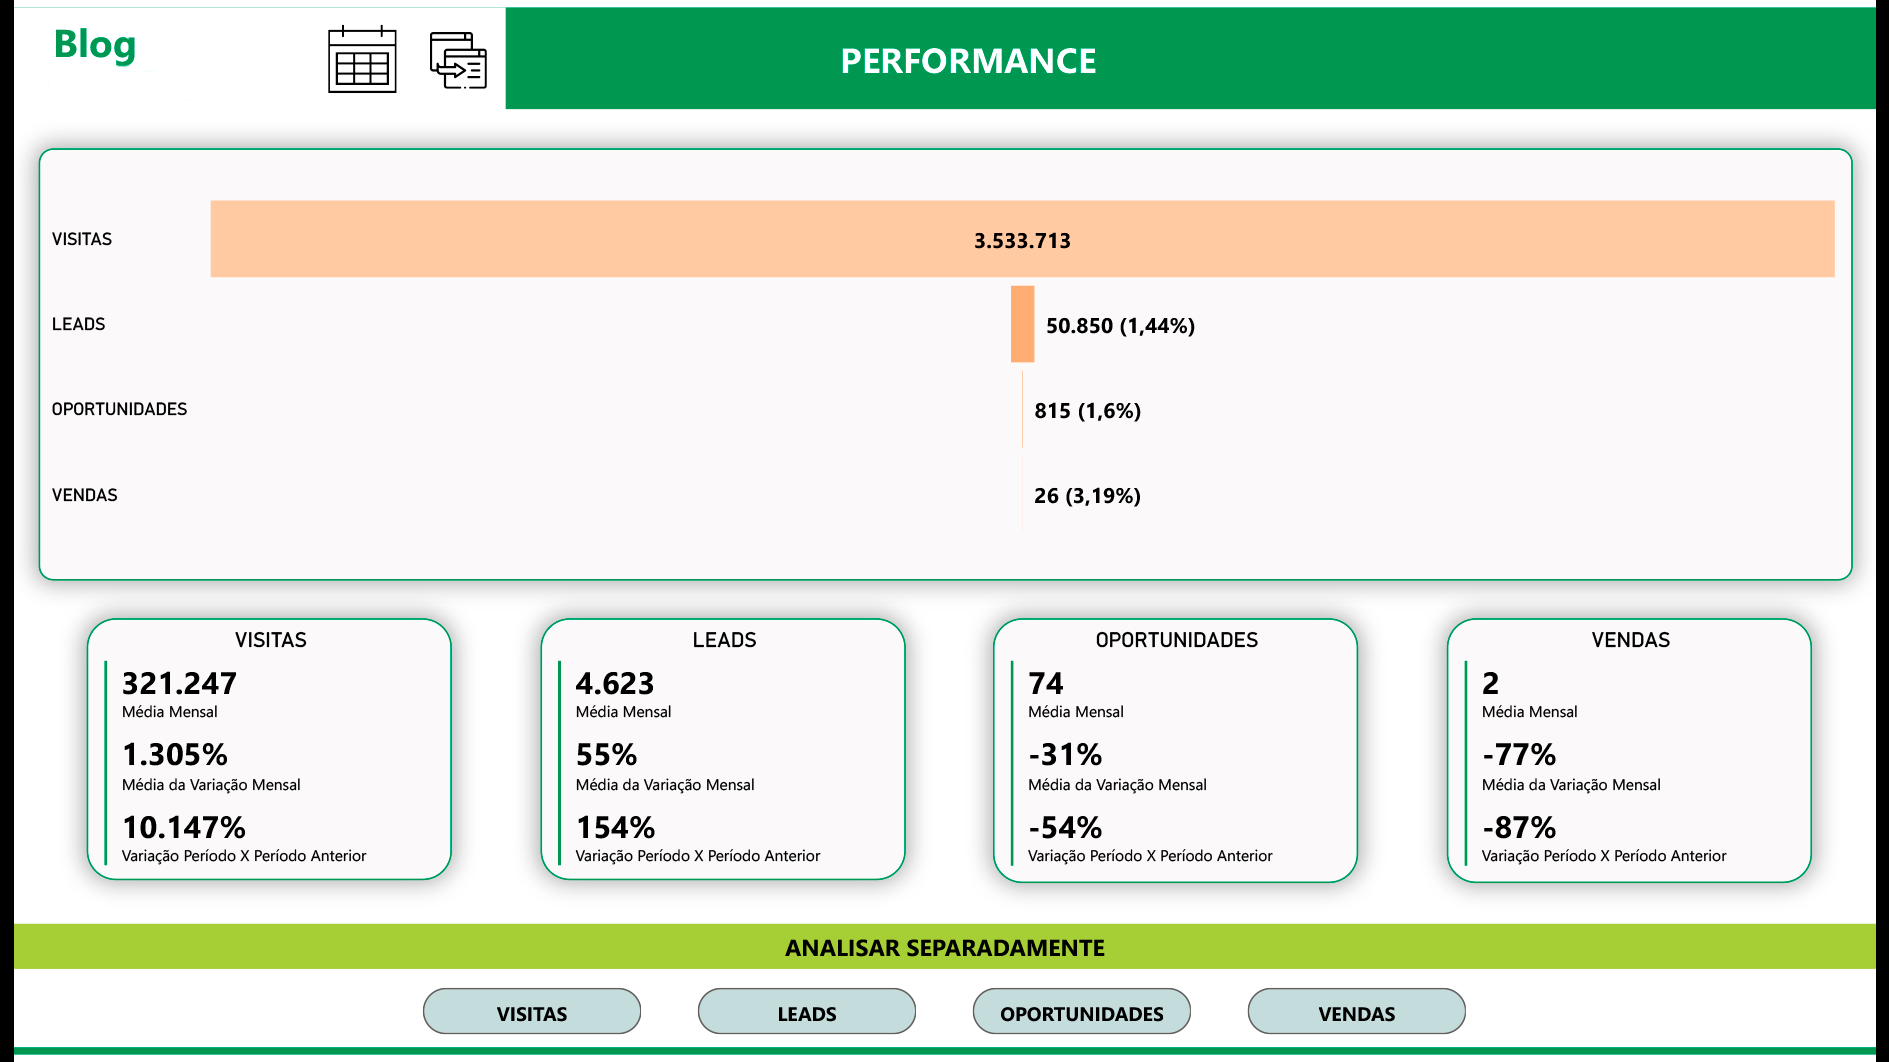 Blog
PERFORMANCE
VISITAS
3.533.713
LEADS
50.850 (1,44%)
OPORTUNIDADES
815 (1,6%)
VENDAS
26 (3,19%)
VISITAS
321.247
Média Mensal
1.305%
Média da Variação Mensal
10.147%
Variação Período X Período Anterior
LEADS
4.623
Média Mensal
55%
Média da Variação Mensal
154%
Variação Período X Período Anterior
OPORTUNIDADES
74
Média Mensal
-31%
Média da Variação Mensal
-54%
Variação Período X Período Anterior
VENDAS
2
Média Mensal
-77%
Média da Variação Mensal
-87%
Variação Período X Período Anterior
ANALISAR SEPARADAMENTE
VISITAS
LEADS
OPORTUNIDADES
VENDAS